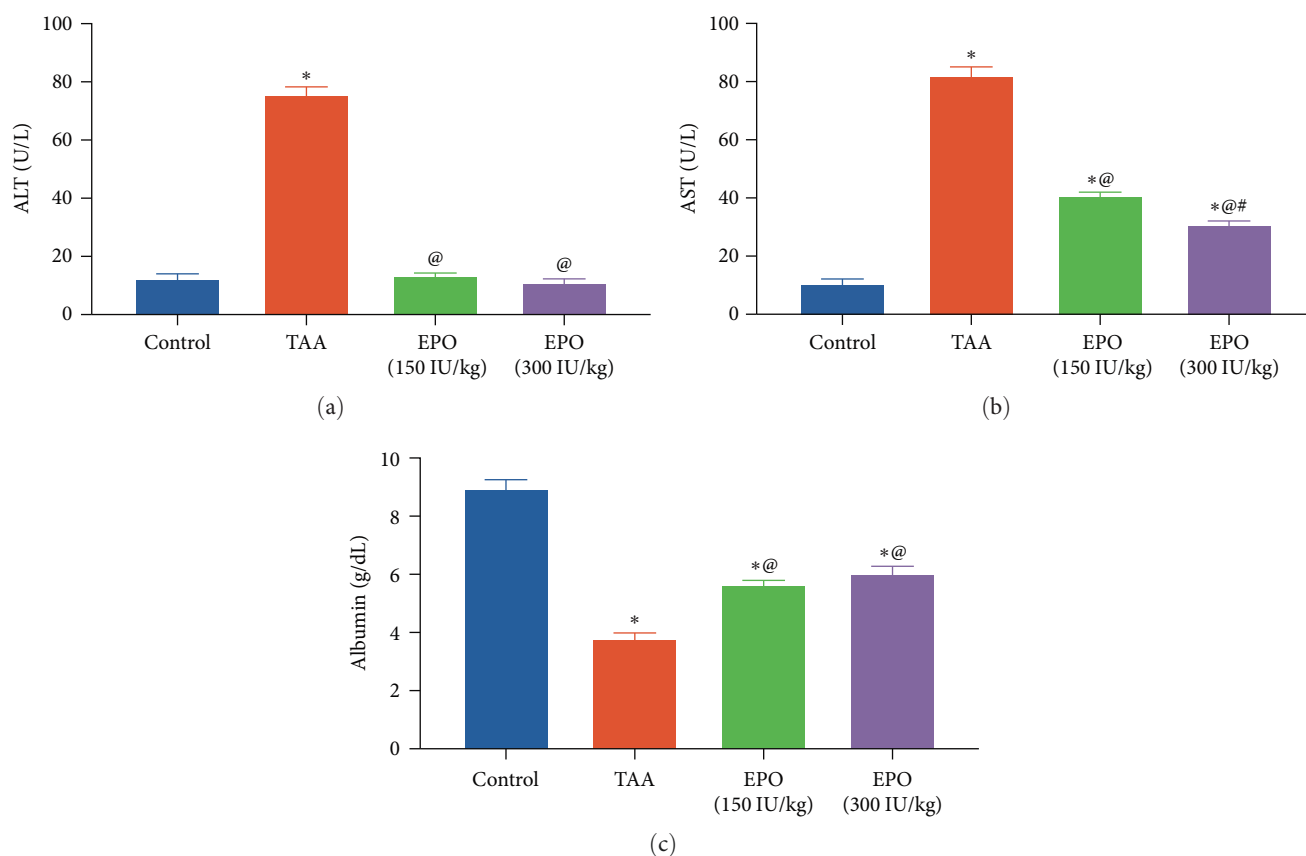 100
80
60
40
20
0
ALT (U/L)
*
@
@
Control
TAA
EPO
(150 IU/kg)
EPO
(300 IU/kg)
(a)
100
80
60
40
20
0
AST (U/L)
*
*@
*@#
Control
TAA
EPO
(150 IU/kg)
EPO
(300 IU/kg)
(b)
10
8
6
4
2
0
Albumin (g/dL)
*
*@
*@
Control
TAA
EPO
(150 IU/kg)
EPO
(300 IU/kg)
(c)